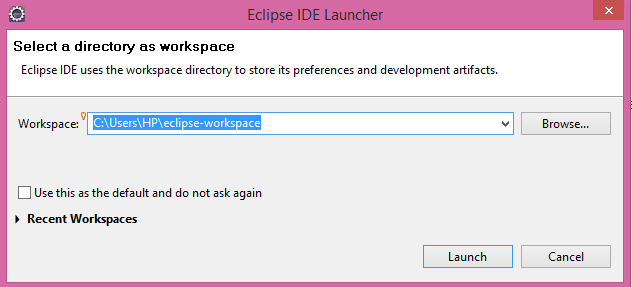 Eclipse IDE Launcher
Select a directory as workspace
Eclipse IDE uses the workspace directory to store its preferences and development artifacts.
Workspace: C:\Users\HP\eclipse-workspace Browse...
Use this as the default and do not ask again
Recent Workspaces
Launch Cancel